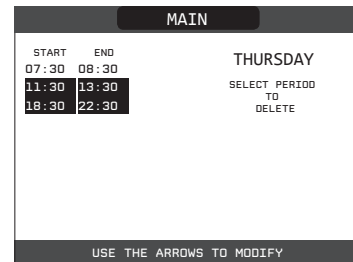 MAIN
START END
07:30 08:30
11:30 13:30
18:30 22:30
THURSDAY
SELECT PERIOD
TO
DELETE
USE THE ARROWS TO MODIFY